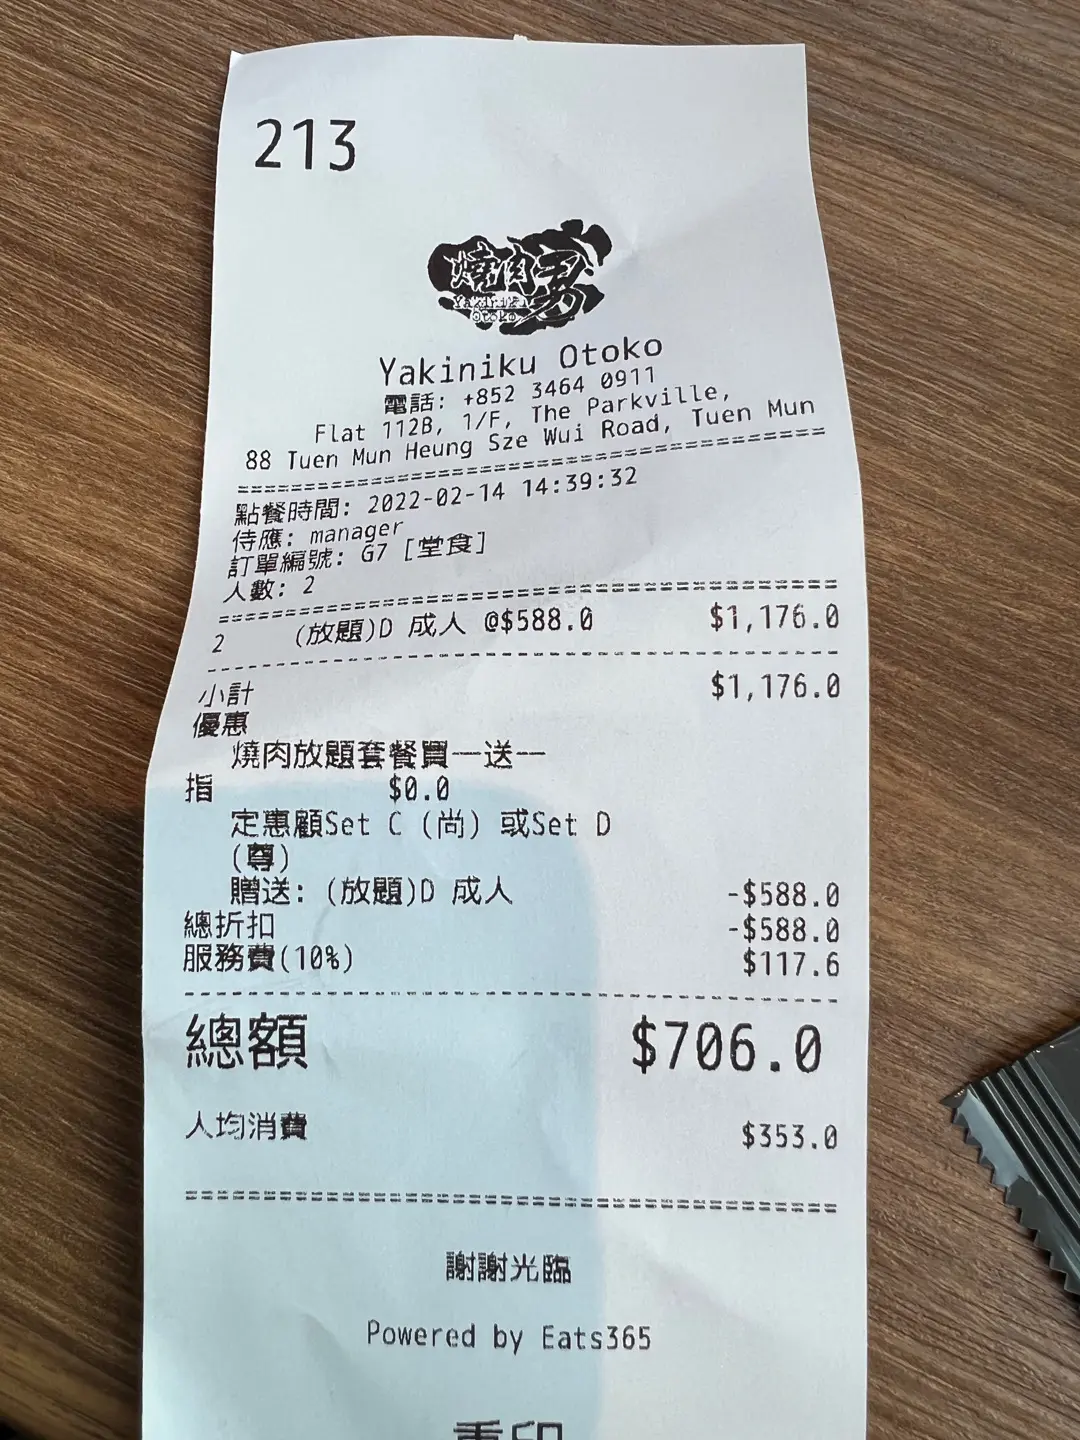 213
燒肉男
Yakiniku
Otoko
Yakiniku Otoko
電話: +852 3464 0911
Flat 112B, 1/F, The Parkville,
88 Tuen Mun Heung Sze Wui Road, Tuen Mun
點餐時間: 2022-02-14 14:39:32
侍應: manager
訂單編號: G7 [堂食]
人數: 2
2 (放題)D 成人 @$588.0 $1,176.0
小計 $1,176.0
優惠
燒肉放題套餐買一送一
指 $0.0
定惠顧Set C (尚) 或Set D
(尊)
贈送: (放題)D 成人 -$588.0
總折扣 -$588.0
服務費(10%) $117.6
總額 $706.0
人均消費 $353.0
謝謝光臨
Powered by Eats365
重印